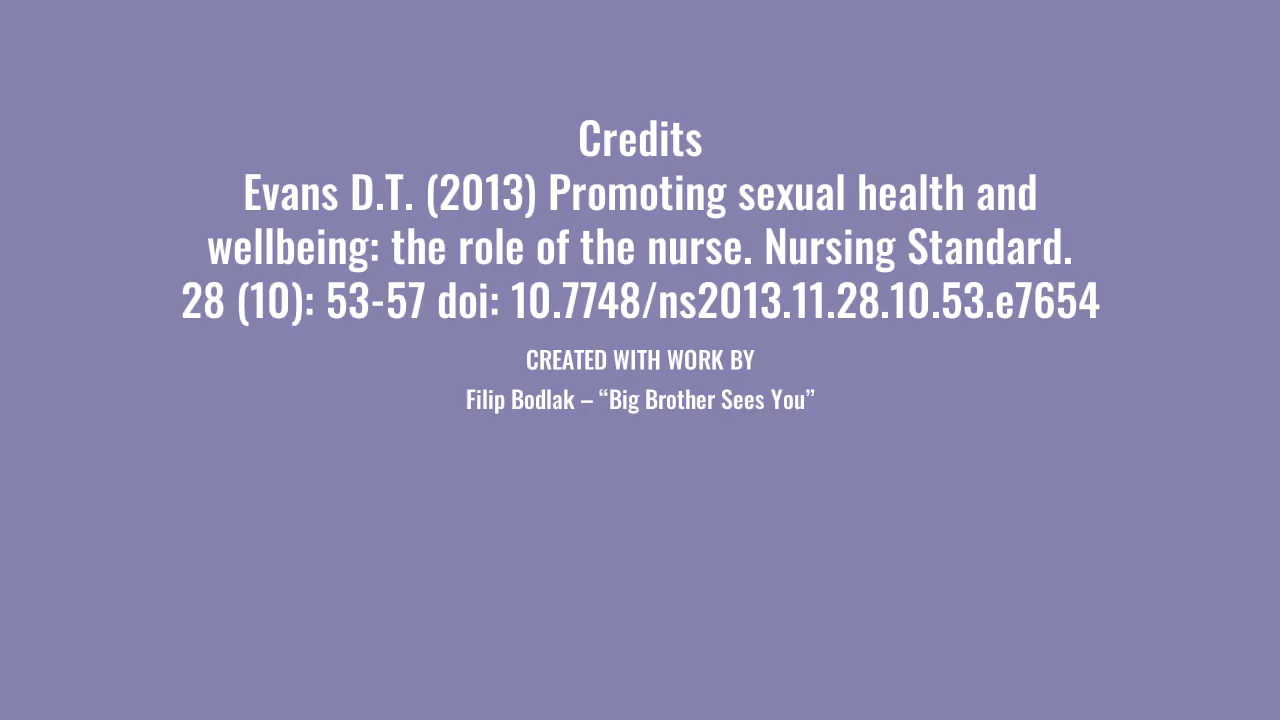 Credits
Evans D.T. (2013) Promoting sexual health and
wellbeing: the role of the nurse. Nursing Standard.
28 (10): 53-57 doi: 10.7748/ns2013.11.28.10.53.e7654
CREATED WITH WORK BY
Filip Bodlak – “Big Brother Sees You”